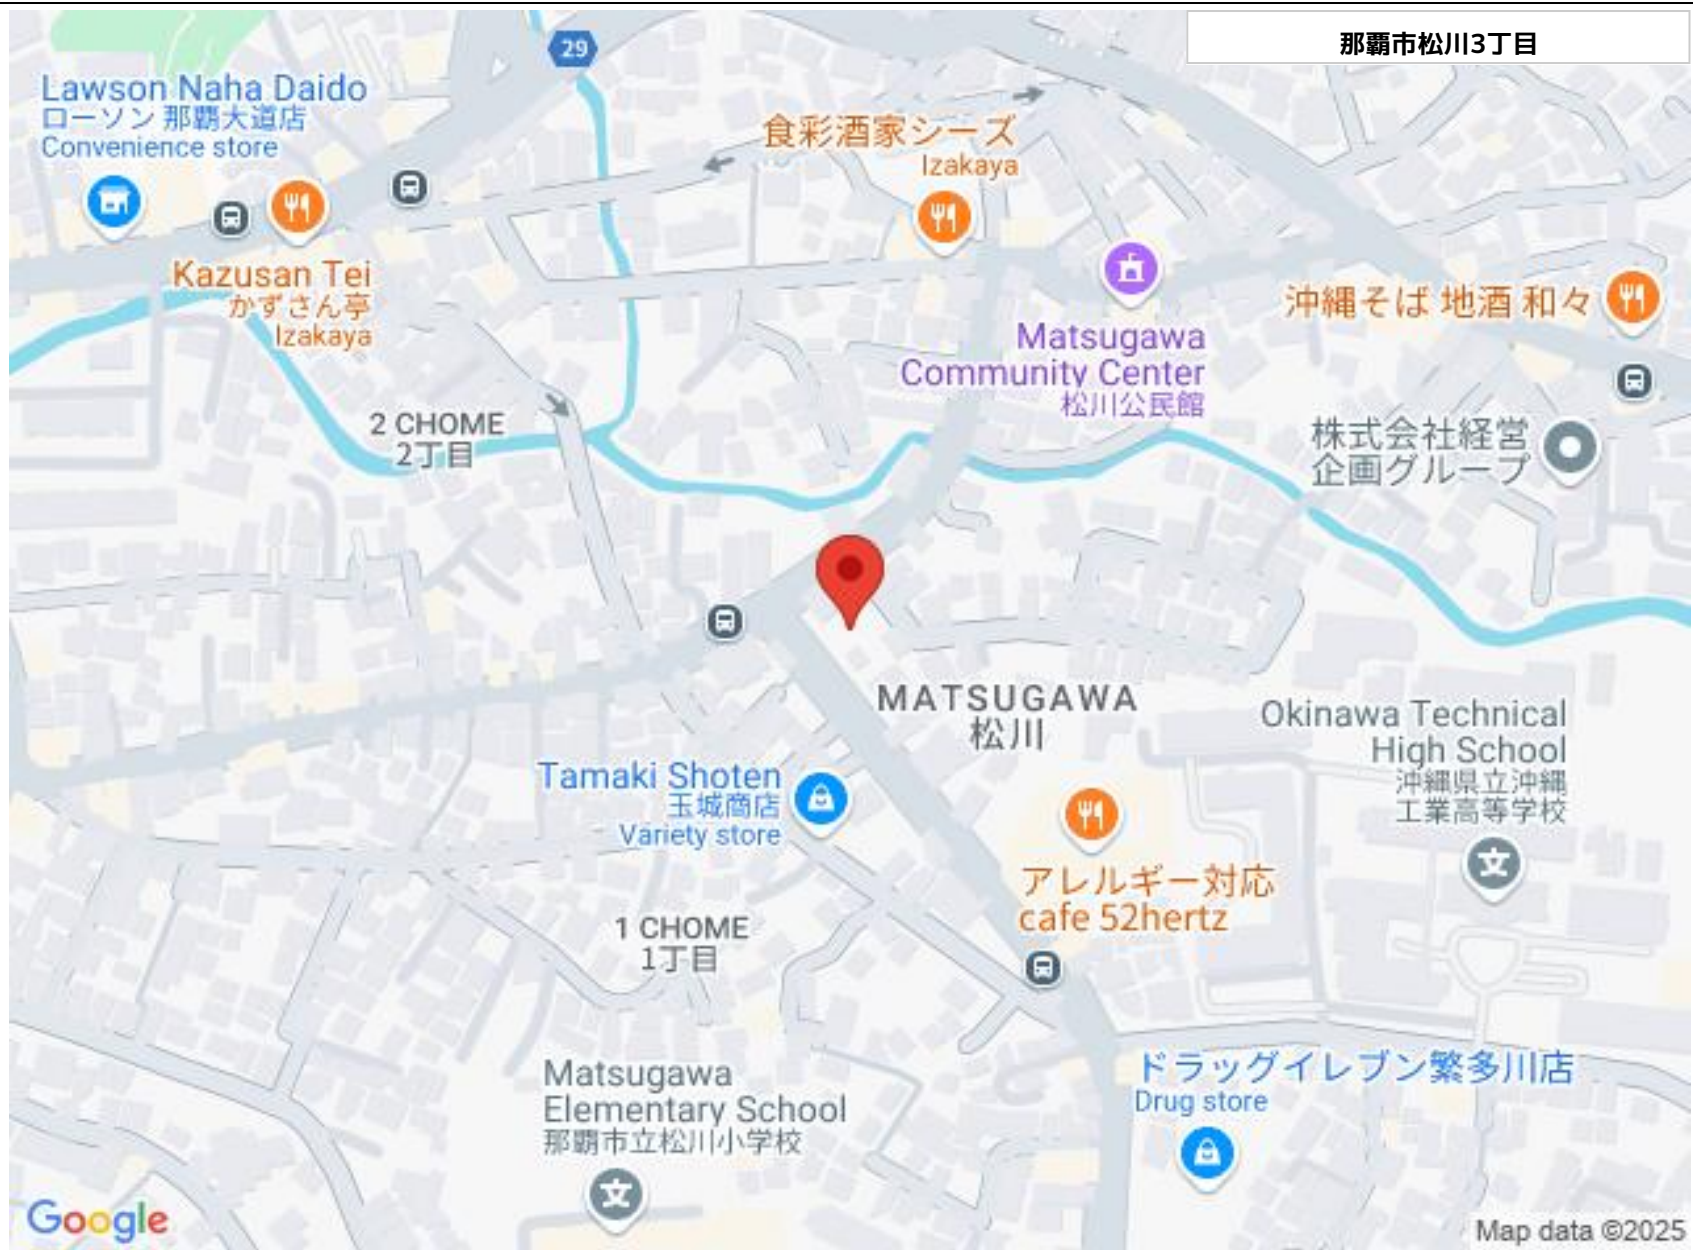 那覇市松川3丁目
29
Lawson Naha Daido
ローソン 那覇大道店
Convenience store
食彩酒家シーズ
Izakaya
Kazusan Tei
かずさん亭
Izakaya
沖縄そば 地酒 和々
Matsugawa
Community Center
松川公民館
2 CHOME
2丁目
株式会社経営
企画グループ
MATSUGAWA
松川
Okinawa Technical
High School
沖縄県立沖縄
工業高等学校
Tamaki Shoten
玉城商店
Variety store
アレルギー対応
cafe 52hertz
1 CHOME
1丁目
ドラッグイレブン繁多川店
Drug store
Matsugawa
Elementary School
那覇市立松川小学校
文
文
Google
Map data ©2025